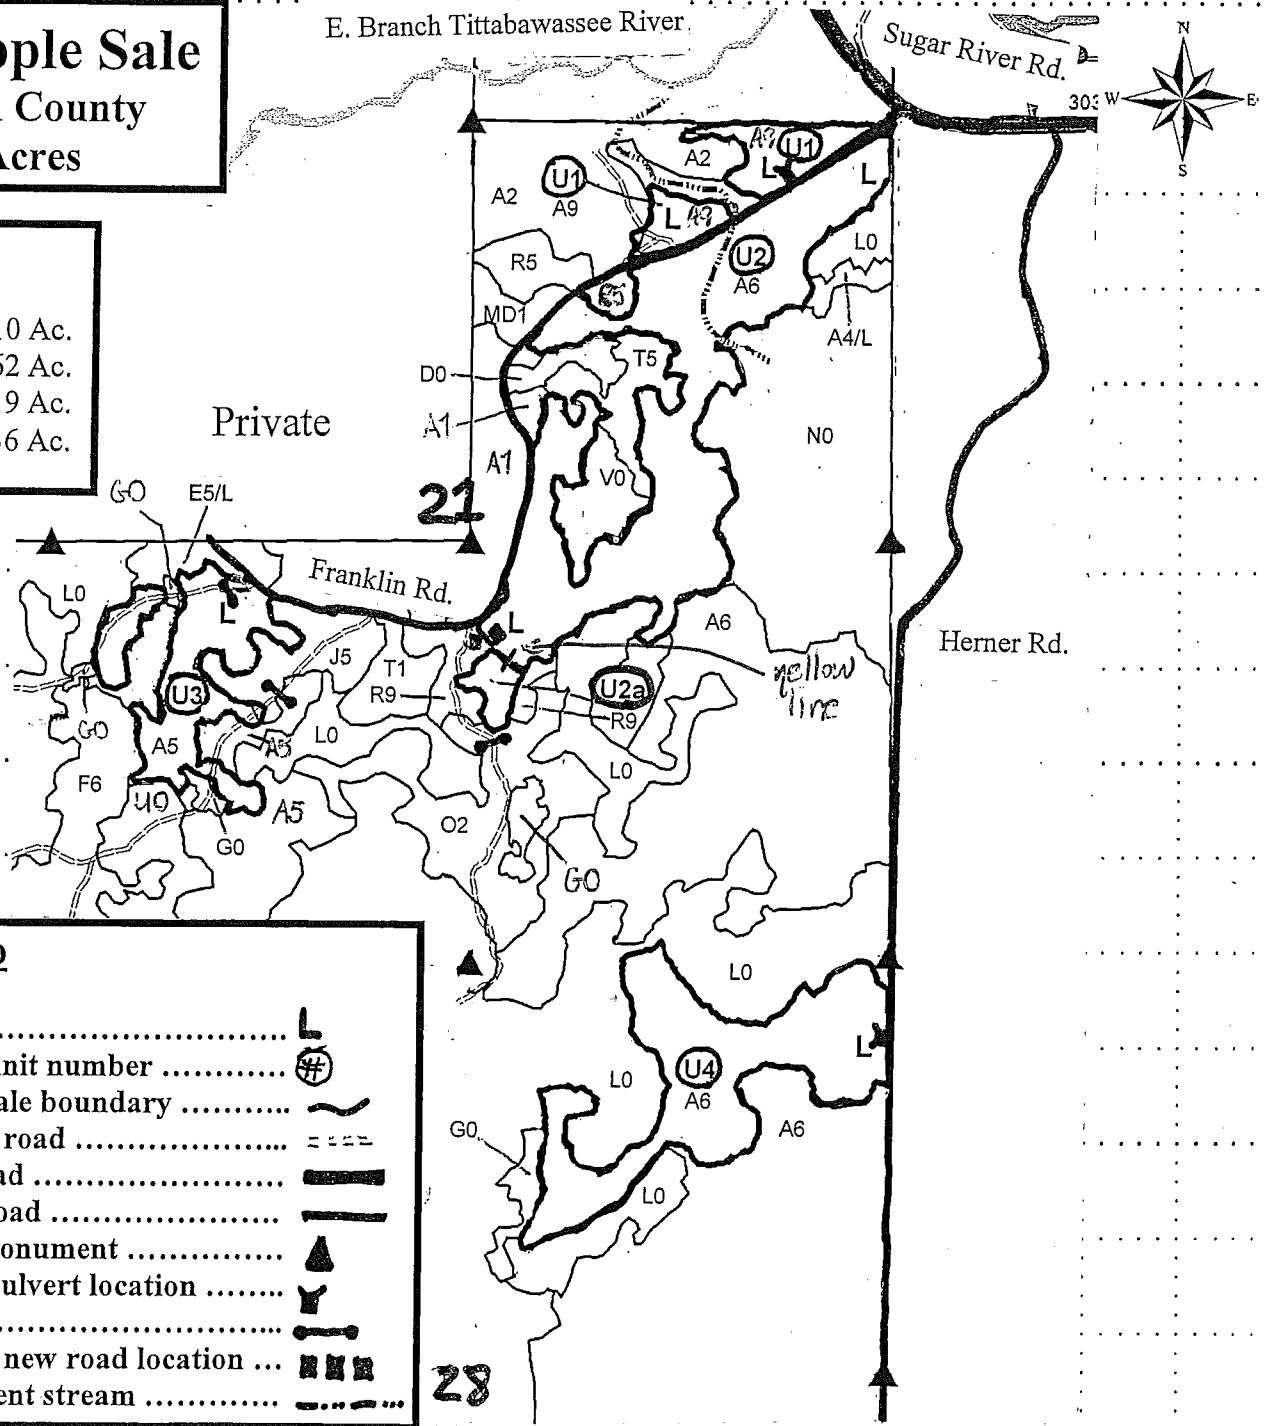 E. Branch Tittabawassee River
Sugar River Rd.
pple Sale
County
Acres
N
W
E
S
303
0 Ac.
62 Ac.
9 Ac.
6 Ac.
A2
A9
U1
L
L
U1
A2
A9
L
A9
R5
U2
A6
L0
MD1
A4/L
D0
T5
Private
A1
A1
N0
V0
21
G0
E5/L
L0
Franklin Rd.
L
L
A6
Herner Rd.
J5
T1
R9
U2a
R9
yellow
line
U3
G0
A5
A5
L0
L0
F6
U0
A5
G0
O2
G0
L0
L
L0
U4
A6
A6
G0
L0
L
nit number ............ #
ale boundary ...........
road .....................
ad ........................
oad ......................
onument ...............
ulvert location ........
new road location ...
ent stream .............
28